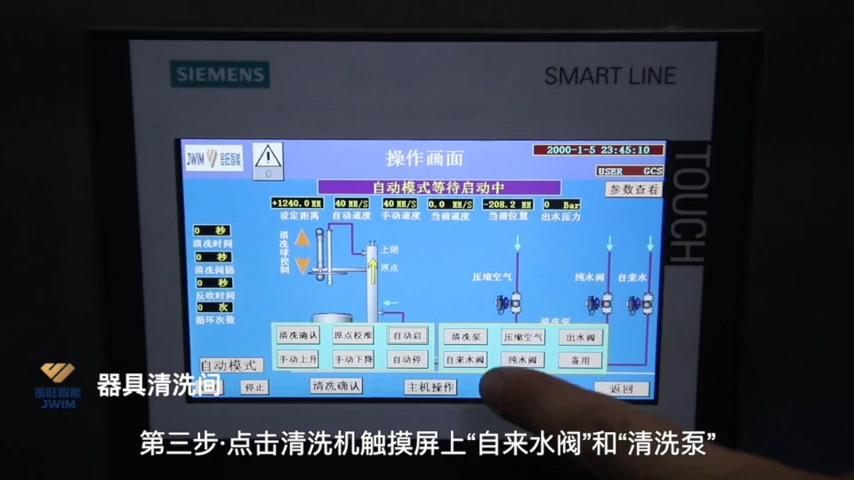 SIEMENS
SMART LINE
TOUCH
JWIM 金旺智能
0
操作画面
2000-1-5 23:45:10
USER GCS
自动模式等待启动中
参数查看
+1240.0 MM
40 MM/S
40 MM/S
0.0 MM/S
-208.2 MM
0 Bar
设定距离
自动速度
手动速度
当前速度
当前位置
出水压力
0 秒
清洗时间
0 秒
清洗间隔
0 秒
反吹时间
0 次
循环次数
清洗球控制
上限
原点
压缩空气
纯水阀
自来水
清洗泵
清洗确认
原点校准
自动启
清洗泵
压缩空气
出水阀
手动上升
手动下降
自动停
自来水阀
纯水阀
备用
自动模式
停止
清洗确认
主机操作
返回
金旺智能
JWIM
器具清洗间
第三步·点击清洗机触摸屏上“自来水阀”和“清洗泵”